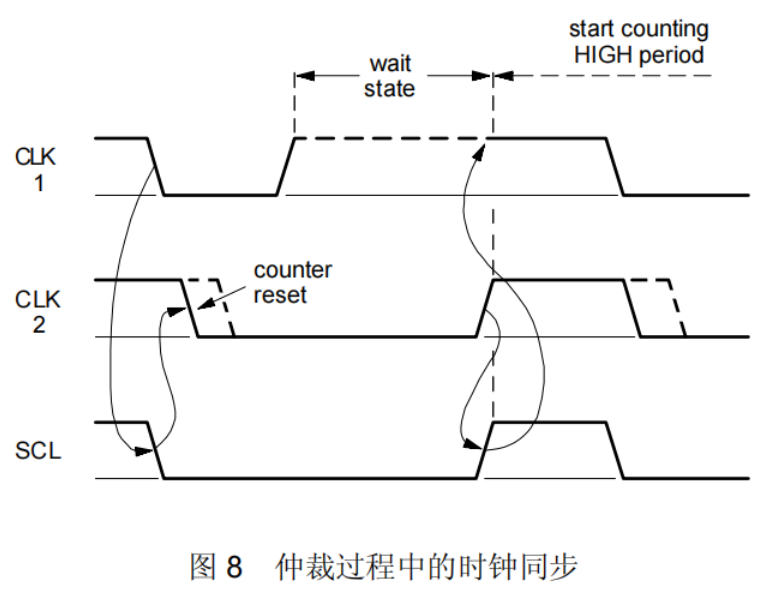 start counting
HIGH period
wait
state
CLK
1
counter
reset
CLK
2
SCL
图 8 仲裁过程中的时钟同步